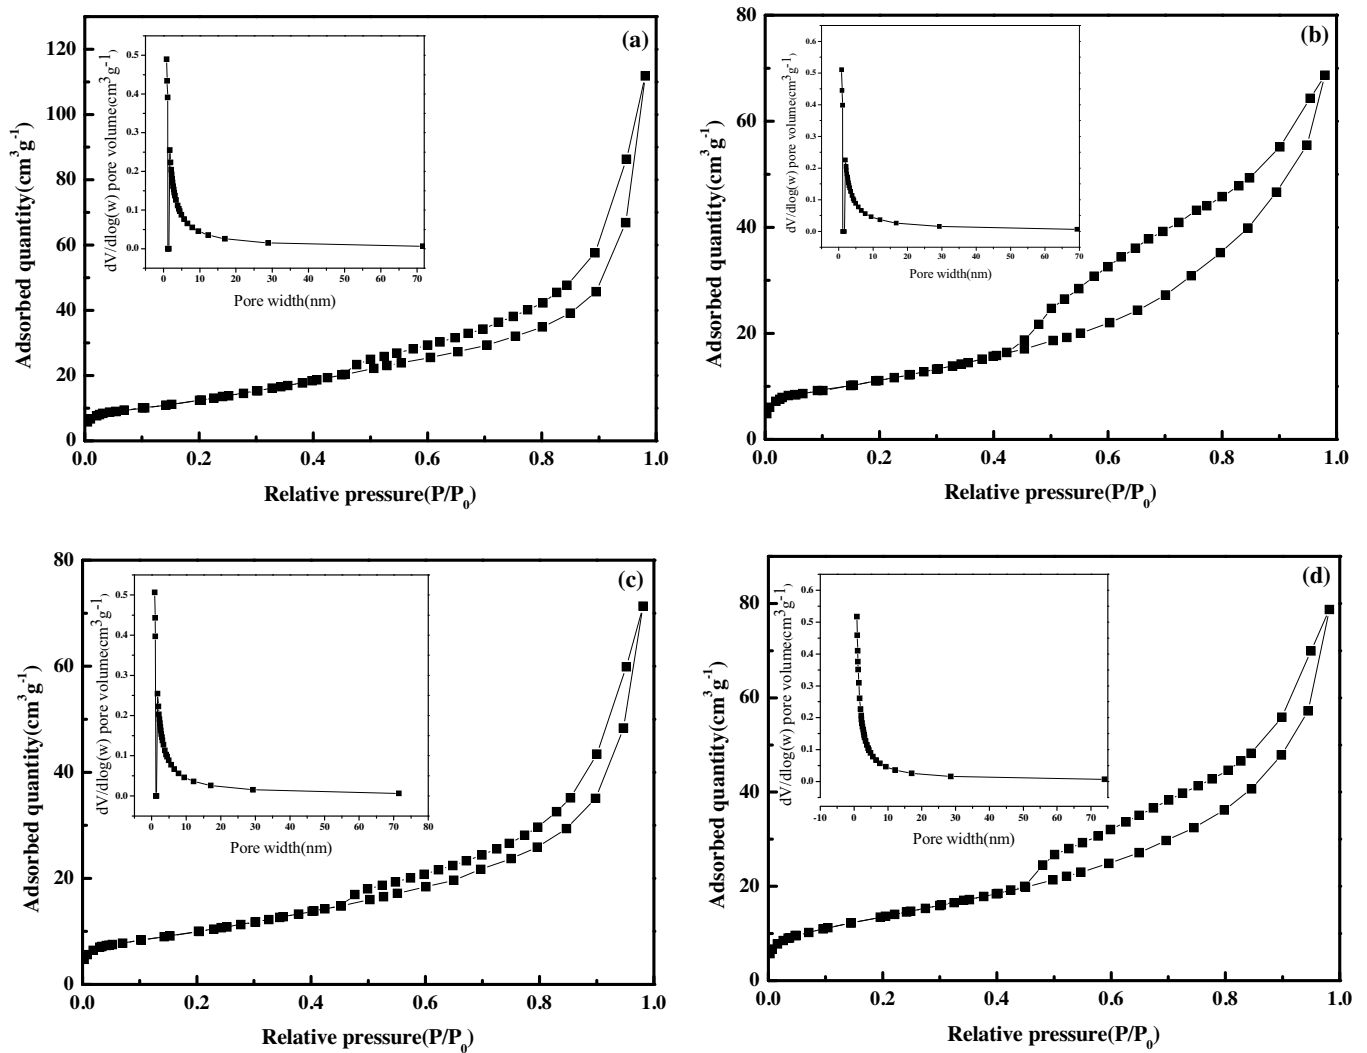 (a)
120
100
80
60
40
20
0
0.0 0.2 0.4 0.6 0.8 1.0
Adsorbed quantity(cm³g⁻¹)
Relative pressure(P/P₀)
0.5
0.4
0.3
0.2
0.1
0.0
0 10 20 30 40 50 60 70
dV/dlog(w) pore volume(cm³g⁻¹)
Pore width(nm)
(b)
80
60
40
20
0
0.0 0.2 0.4 0.6 0.8 1.0
Adsorbed quantity(cm³g⁻¹)
Relative pressure(P/P₀)
0.6
0.5
0.4
0.3
0.2
0.1
0.0
0 10 20 30 40 50 60 70
dV/dlog(w) pore volume(cm³g⁻¹)
Pore width(nm)
(c)
80
60
40
20
0
0.0 0.2 0.4 0.6 0.8 1.0
Adsorbed quantity(cm³g⁻¹)
Relative pressure(P/P₀)
0.5
0.4
0.3
0.2
0.1
0.0
0 10 20 30 40 50 60 70 80
dV/dlog(w) pore volume(cm³g⁻¹)
Pore width(nm)
(d)
80
60
40
20
0
0.0 0.2 0.4 0.6 0.8 1.0
Adsorbed quantity(cm³g⁻¹)
Relative pressure(P/P₀)
0.6
0.5
0.4
0.3
0.2
0.1
0.0
-10 0 10 20 30 40 50 60 70
dV/dlog(w) pore volume(cm³g⁻¹)
Pore width(nm)